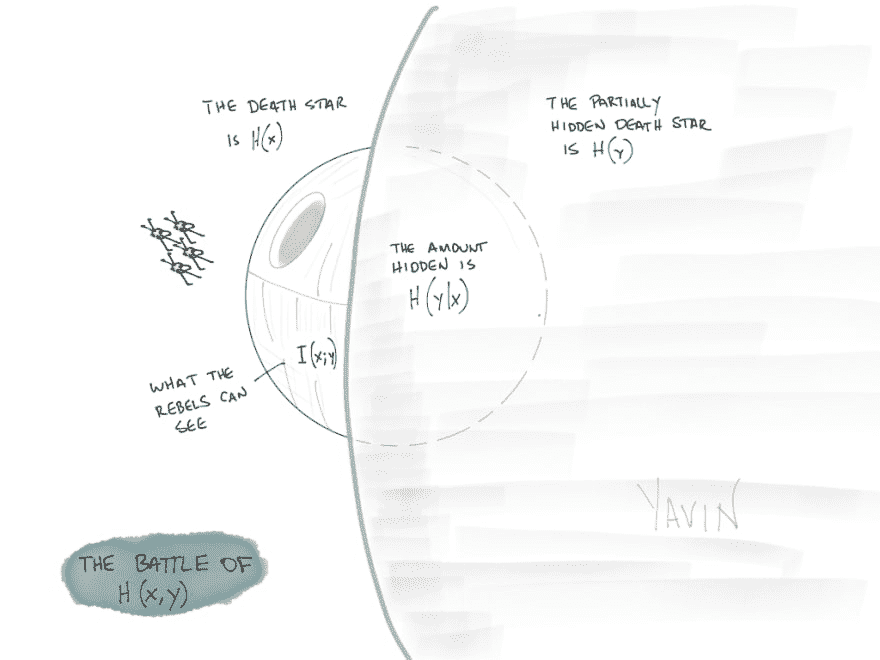 THE DEATH STAR
IS H(x)
THE PARTIALLY
HIDDEN DEATH STAR
IS H(Y)
THE AMOUNT
HIDDEN IS
H(y|x)
I(x;y)
WHAT THE
REBELS CAN
SEE
YAVIN
THE BATTLE OF
H(x,y)